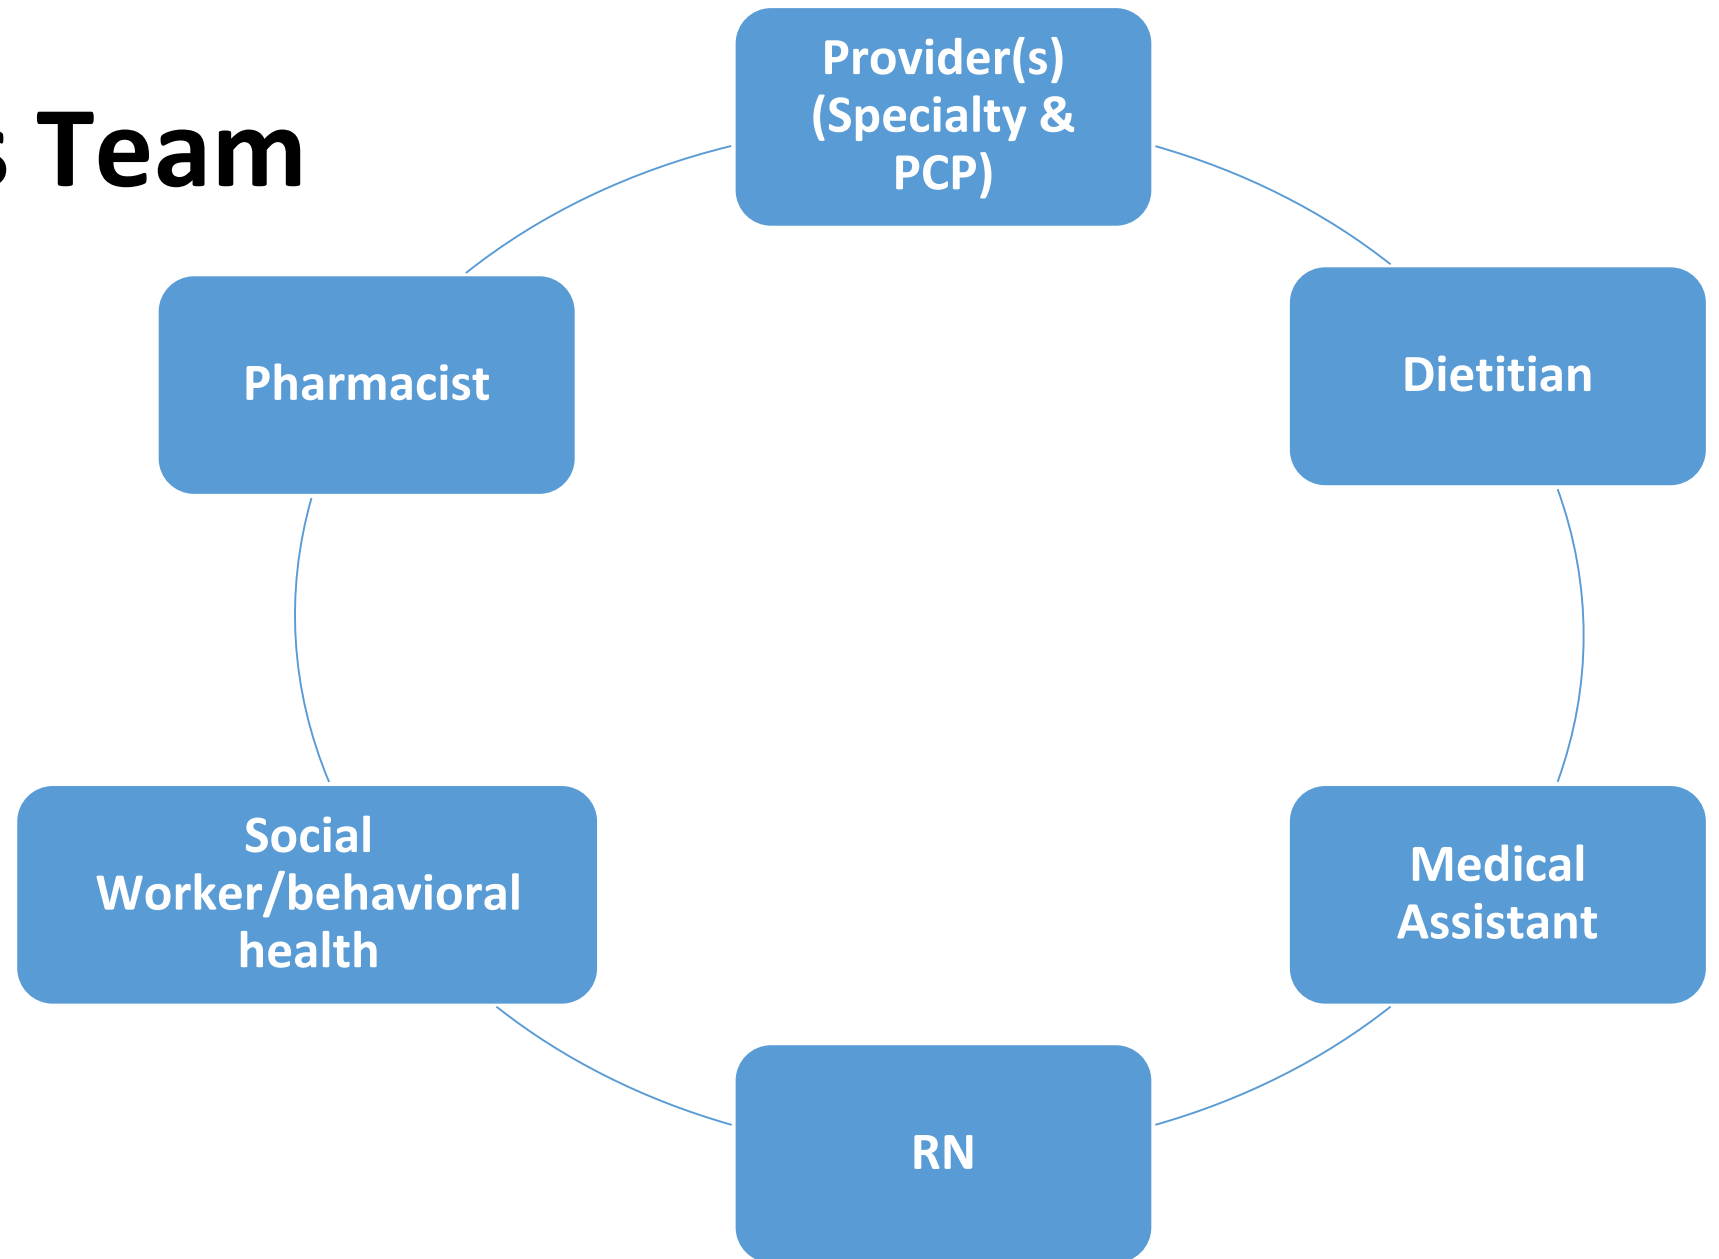 s Team
Provider(s)
(Specialty &
PCP)
Pharmacist
Dietitian
Social
Worker/behavioral
health
Medical
Assistant
RN